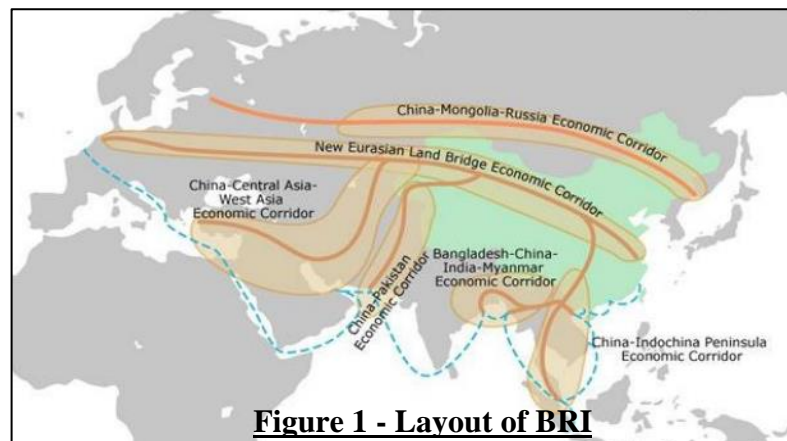 China-Mongolia-Russia Economic Corridor
New Eurasian Land Bridge Economic Corridor
China-Central Asia-
West Asia
Economic Corridor
China-Pakistan
Economic Corridor
Bangladesh-China-
India-Myanmar
Economic Corridor
China-Indochina Peninsula
Economic Corridor
Figure 1 - Layout of BRI